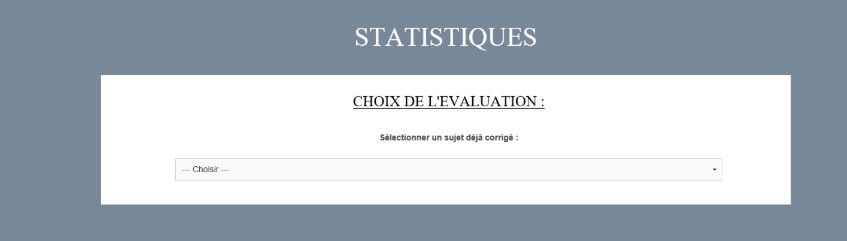 STATISTIQUES
CHOIX DE L'EVALUATION :
Sélectionner un sujet déjà corrigé :
--- Choisir ---